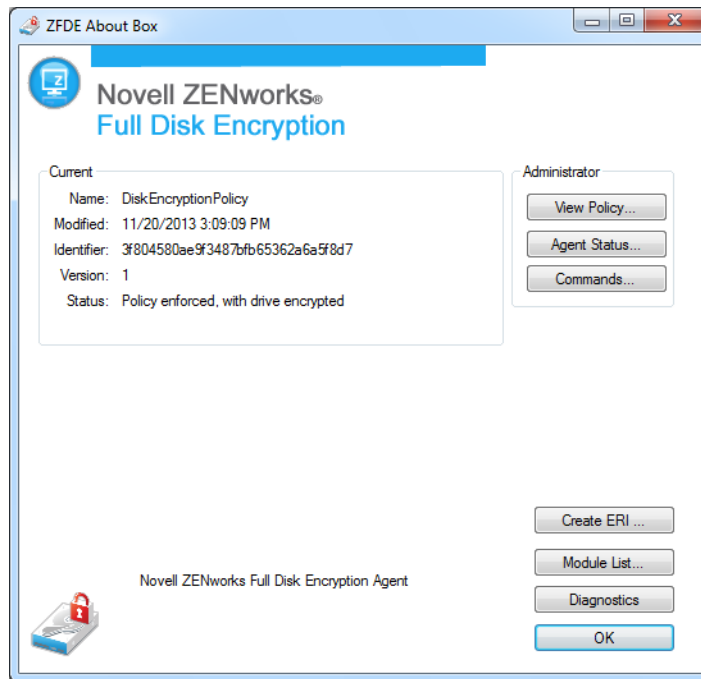 ZFDE About Box
Novell ZENworks®
Full Disk Encryption
Current
Name: DiskEncryptionPolicy
Modified: 11/20/2013 3:09:09 PM
Identifier: 3f804580ae9f3487bfb65362a6a5f8d7
Version: 1
Status: Policy enforced, with drive encrypted
Administrator
View Policy...
Agent Status...
Commands...
Create ERI ...
Module List...
Diagnostics
OK
Novell ZENworks Full Disk Encryption Agent